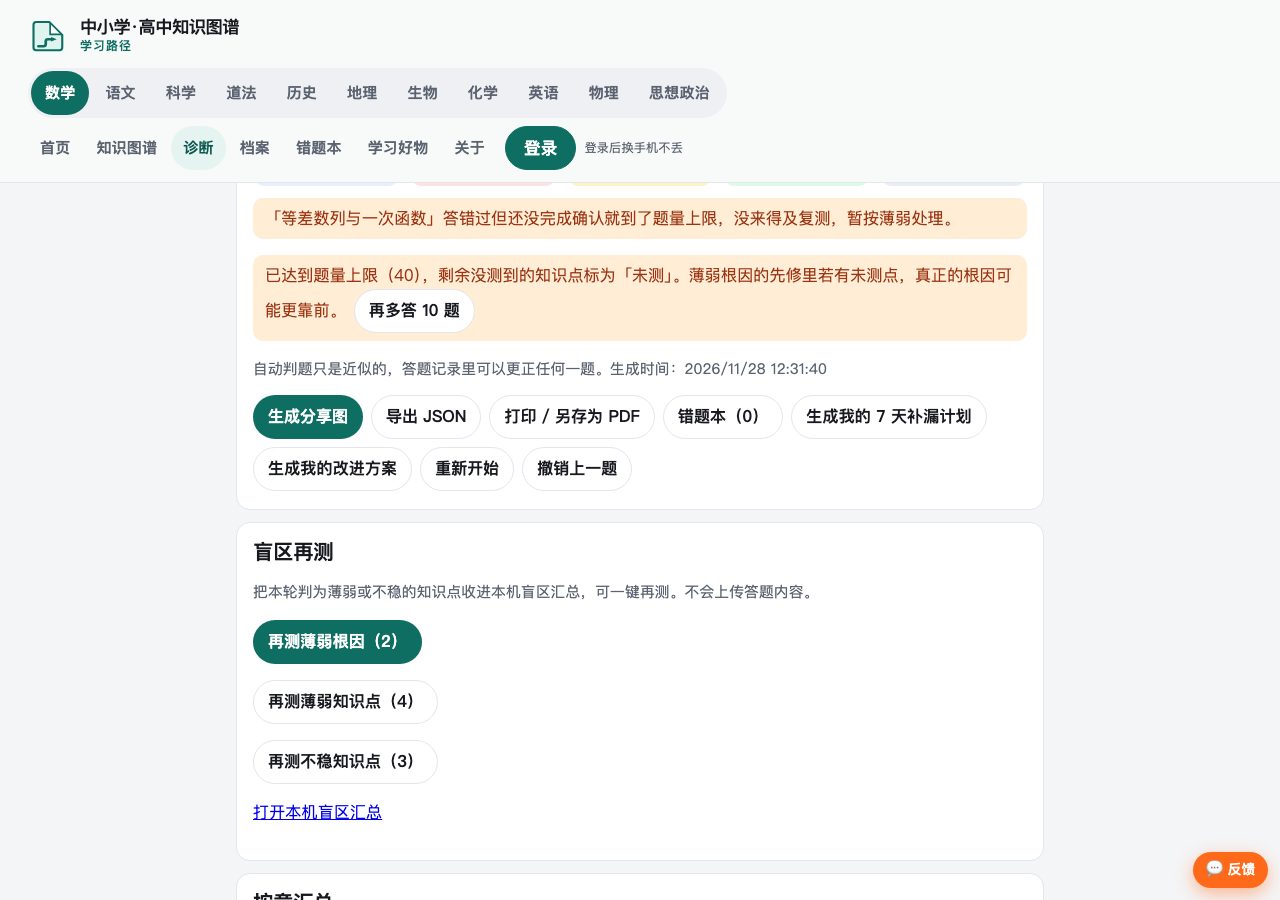 中小学·高中知识图谱
学习路径
数学 语文 科学 道法 历史 地理 生物 化学 英语 物理 思想政治
首页 知识图谱 诊断 档案 错题本 学习好物 关于 登录 登录后换手机不丢
「等差数列与一次函数」答错过但还没完成确认就到了题量上限，没来得及复测，暂按薄弱处理。
已达到题量上限（40），剩余没测到的知识点标为「未测」。薄弱根因的先修里若有未测点，真正的根因可
能更靠前。 再多答 10 题
自动判题只是近似的，答题记录里可以更正任何一题。生成时间：2026/11/28 12:31:40
生成分享图 导出 JSON 打印 / 另存为 PDF 错题本（0） 生成我的 7 天补漏计划
生成我的改进方案 重新开始 撤销上一题
盲区再测
把本轮判为薄弱或不稳的知识点收进本机盲区汇总，可一键再测。不会上传答题内容。
再测薄弱根因（2）
再测薄弱知识点（4）
再测不稳知识点（3）
打开本机盲区汇总
反馈
按章汇总